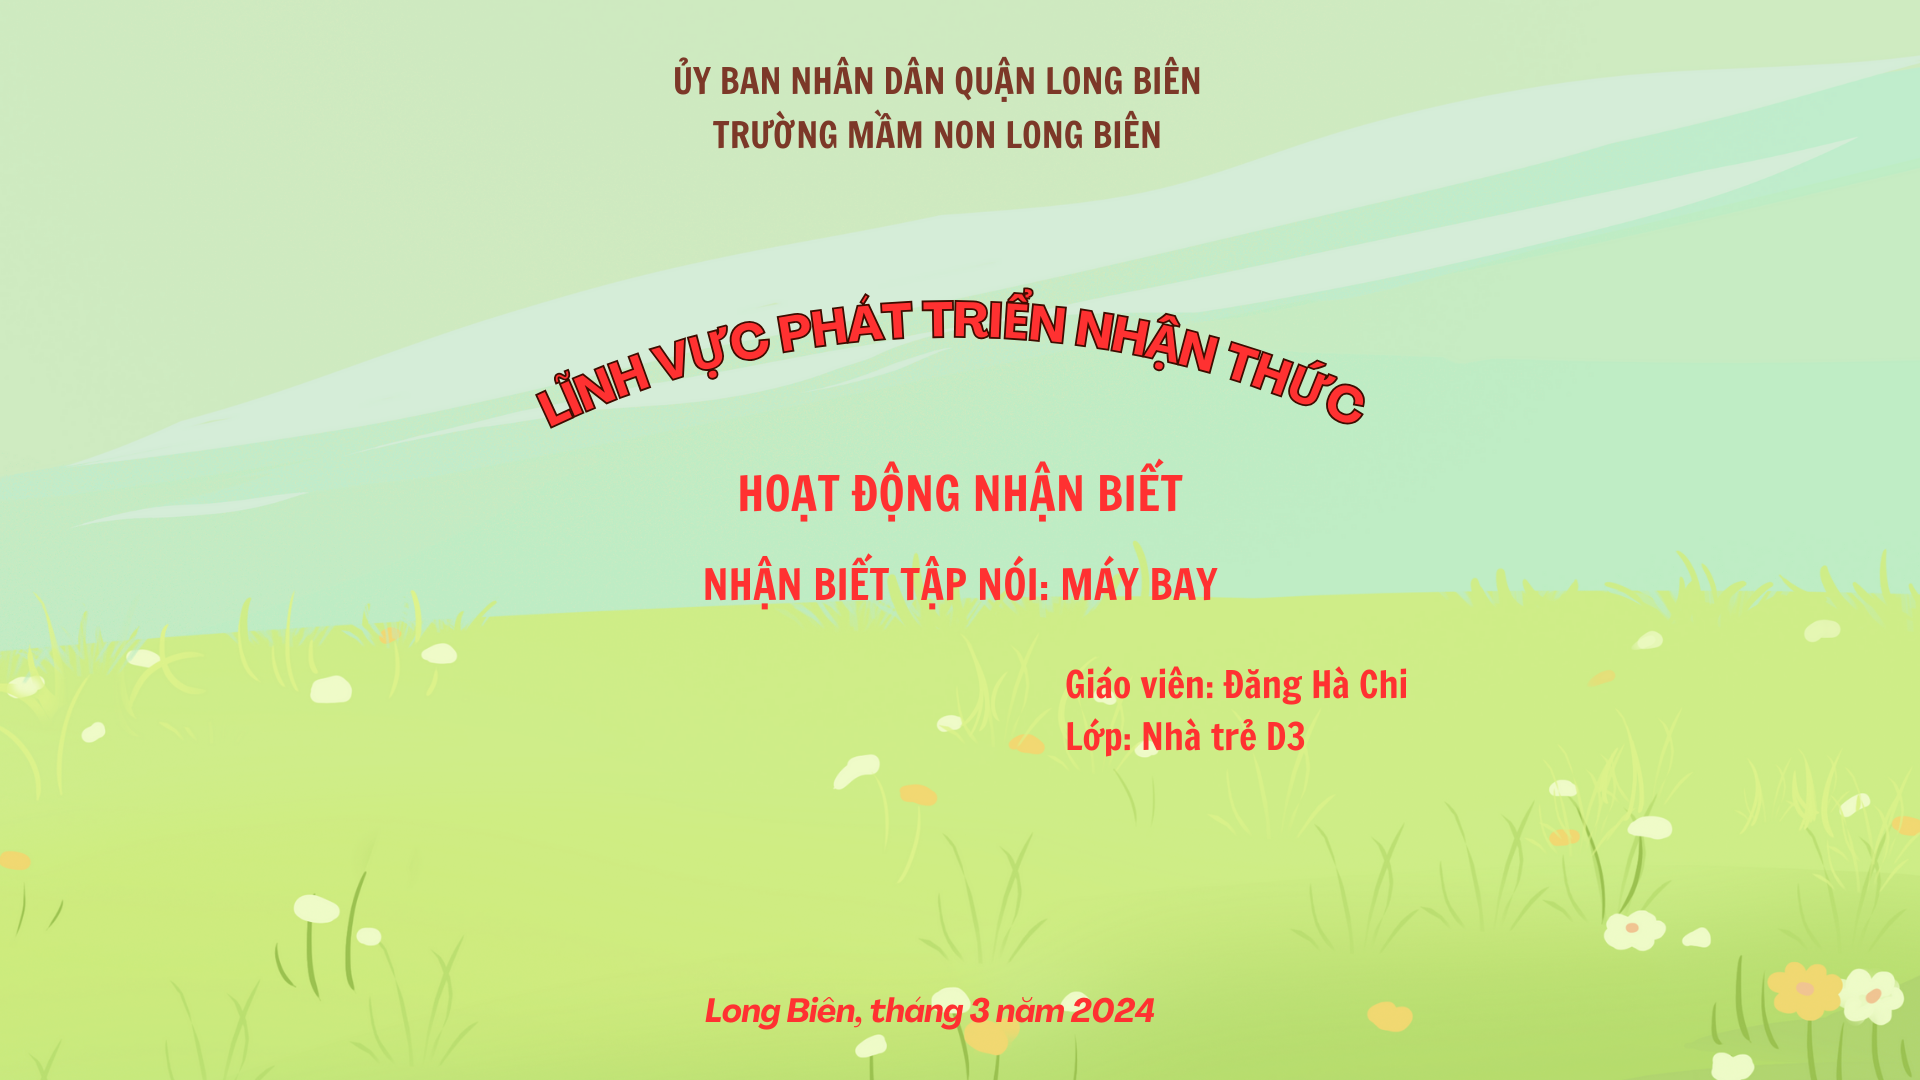 ỦY BAN NHÂN DÂN QUẬN LONG BIÊN
TRƯỜNG MẦM NON LONG BIÊN
LĨNH VỰC PHÁT TRIỂN NHẬN THỨC
HOẠT ĐỘNG NHẬN BIẾT
NHẬN BIẾT TẬP NÓI: MÁY BAY
Giáo viên: Đăng Hà Chi
Lớp: Nhà trẻ D3
Long Biên, tháng 3 năm 2024